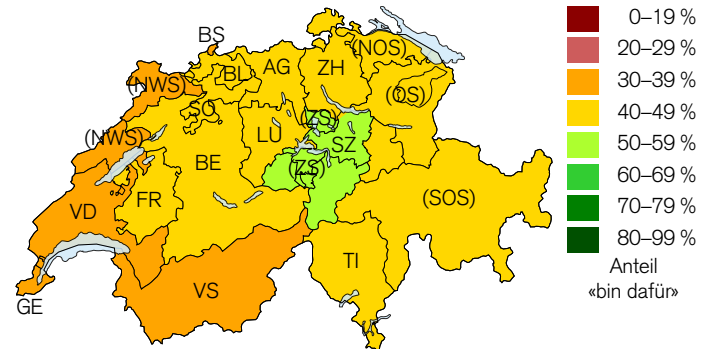 BS
(NOS)
AG
ZH
(NWS)
BL
(OS)
SO
(ZS)
(NWS)
LU
SZ
BE
(ZS)
FR
(SOS)
VD
TI
VS
GE
0–19 %
20–29 %
30–39 %
40–49 %
50–59 %
60–69 %
70–79 %
80–99 %
Anteil
«bin dafür»